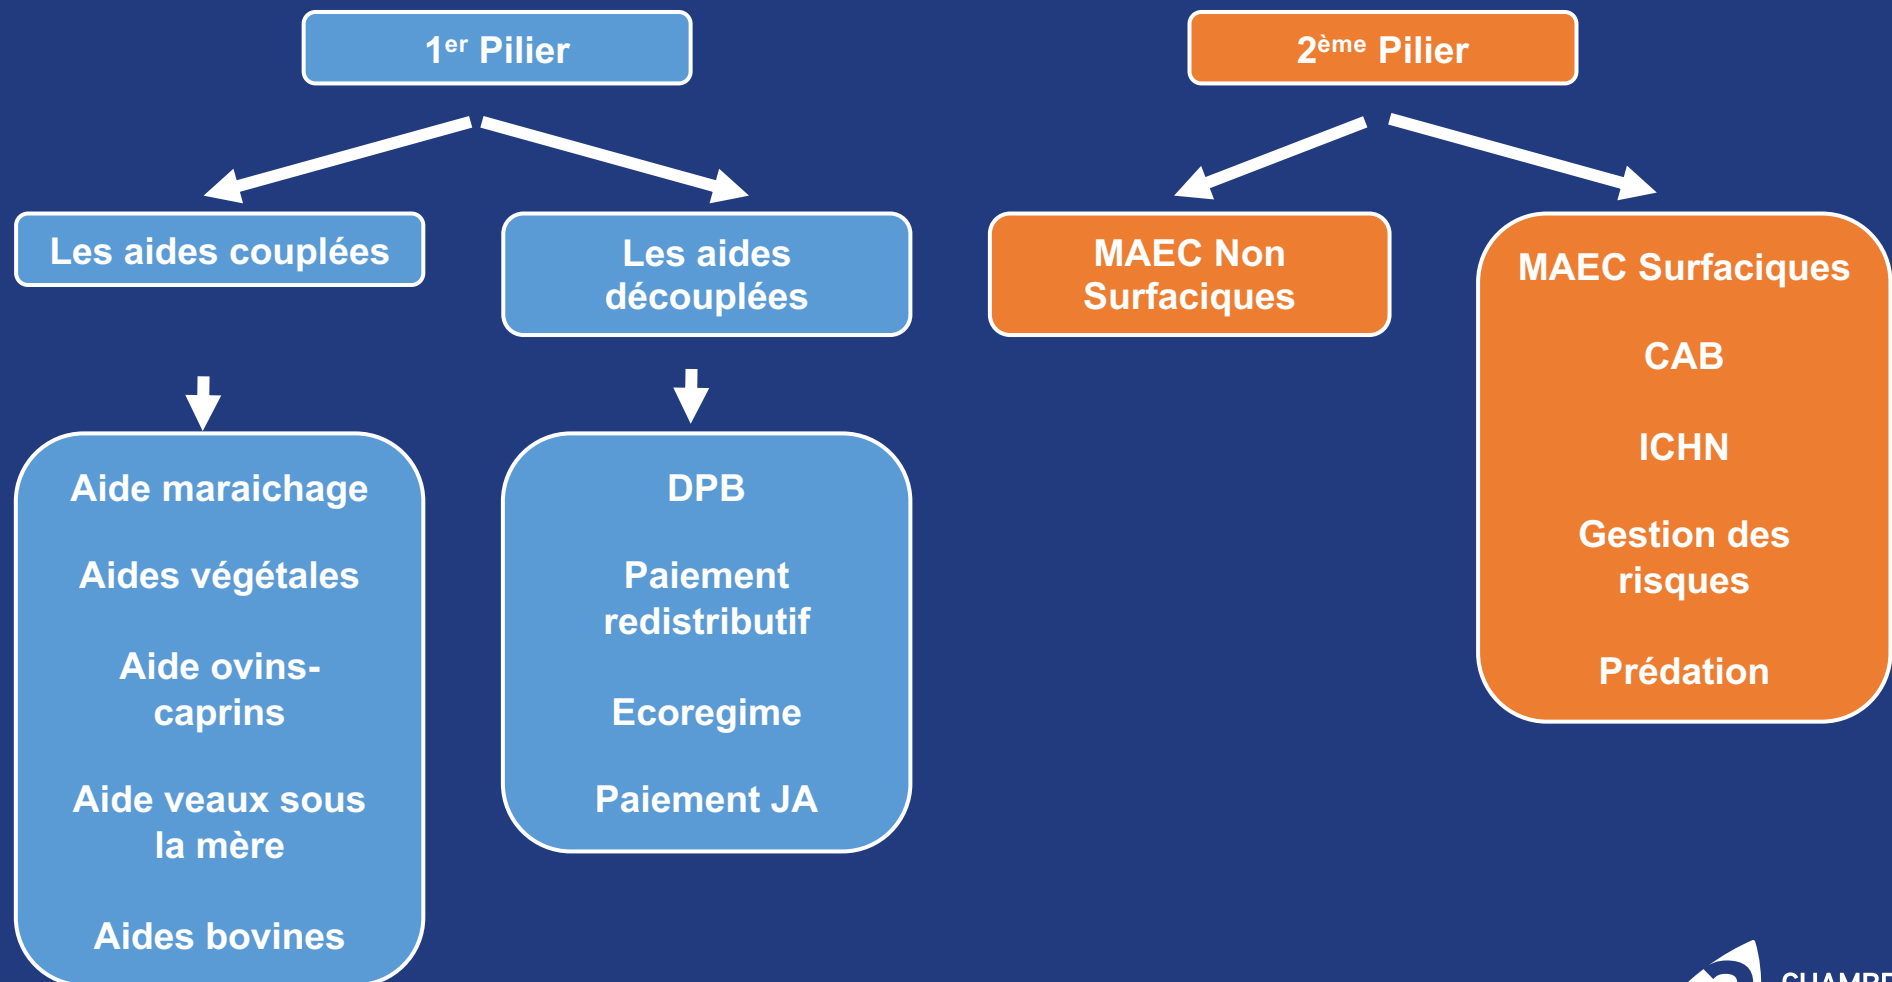 1er Pilier
2ème Pilier
Les aides couplées
Les aides
découplées
MAEC Non
Surfaciques
MAEC Surfaciques
CAB
ICHN
Gestion des
risques
Prédation
Aide maraichage
Aides végétales
Aide ovins-
caprins
Aide veaux sous
la mère
Aides bovines
DPB
Paiement
redistributif
Ecoregime
Paiement JA